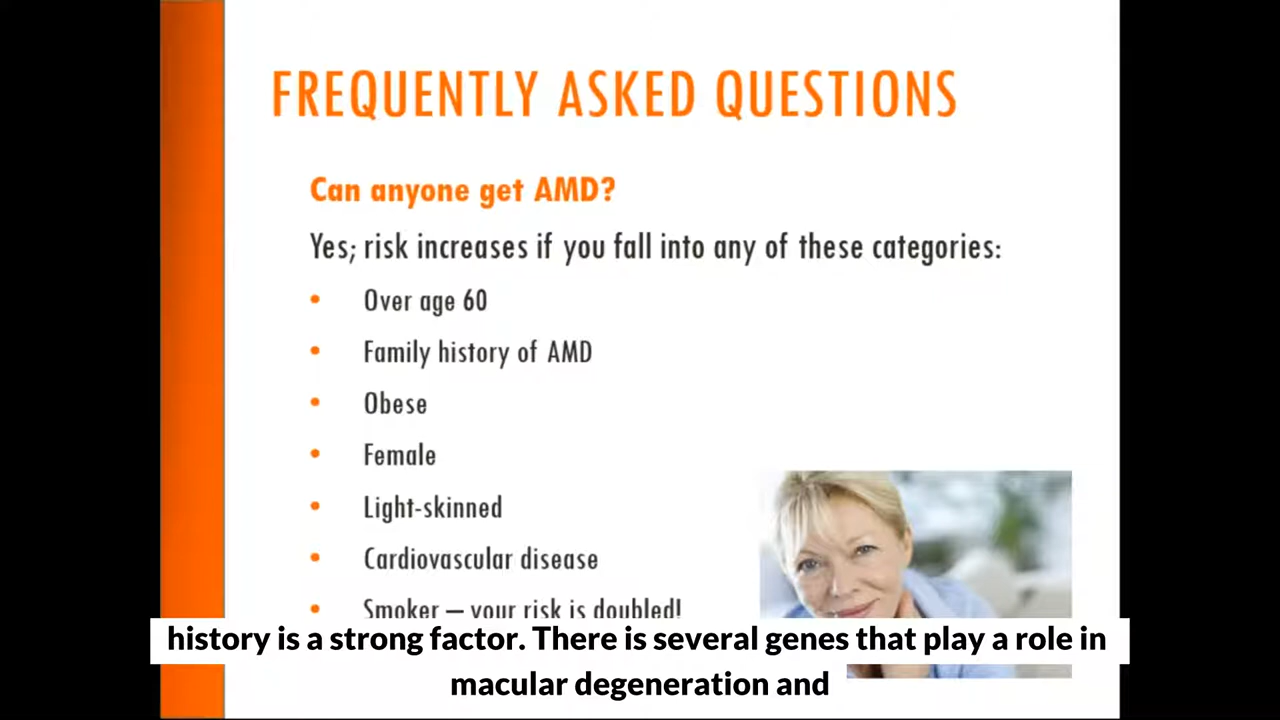 FREQUENTLY ASKED QUESTIONS
Can anyone get AMD?
Yes; risk increases if you fall into any of these categories:
• Over age 60
• Family history of AMD
• Obese
• Female
• Light-skinned
• Cardiovascular disease
• Smoker – your risk is doubled!
history is a strong factor. There is several genes that play a role in
macular degeneration and